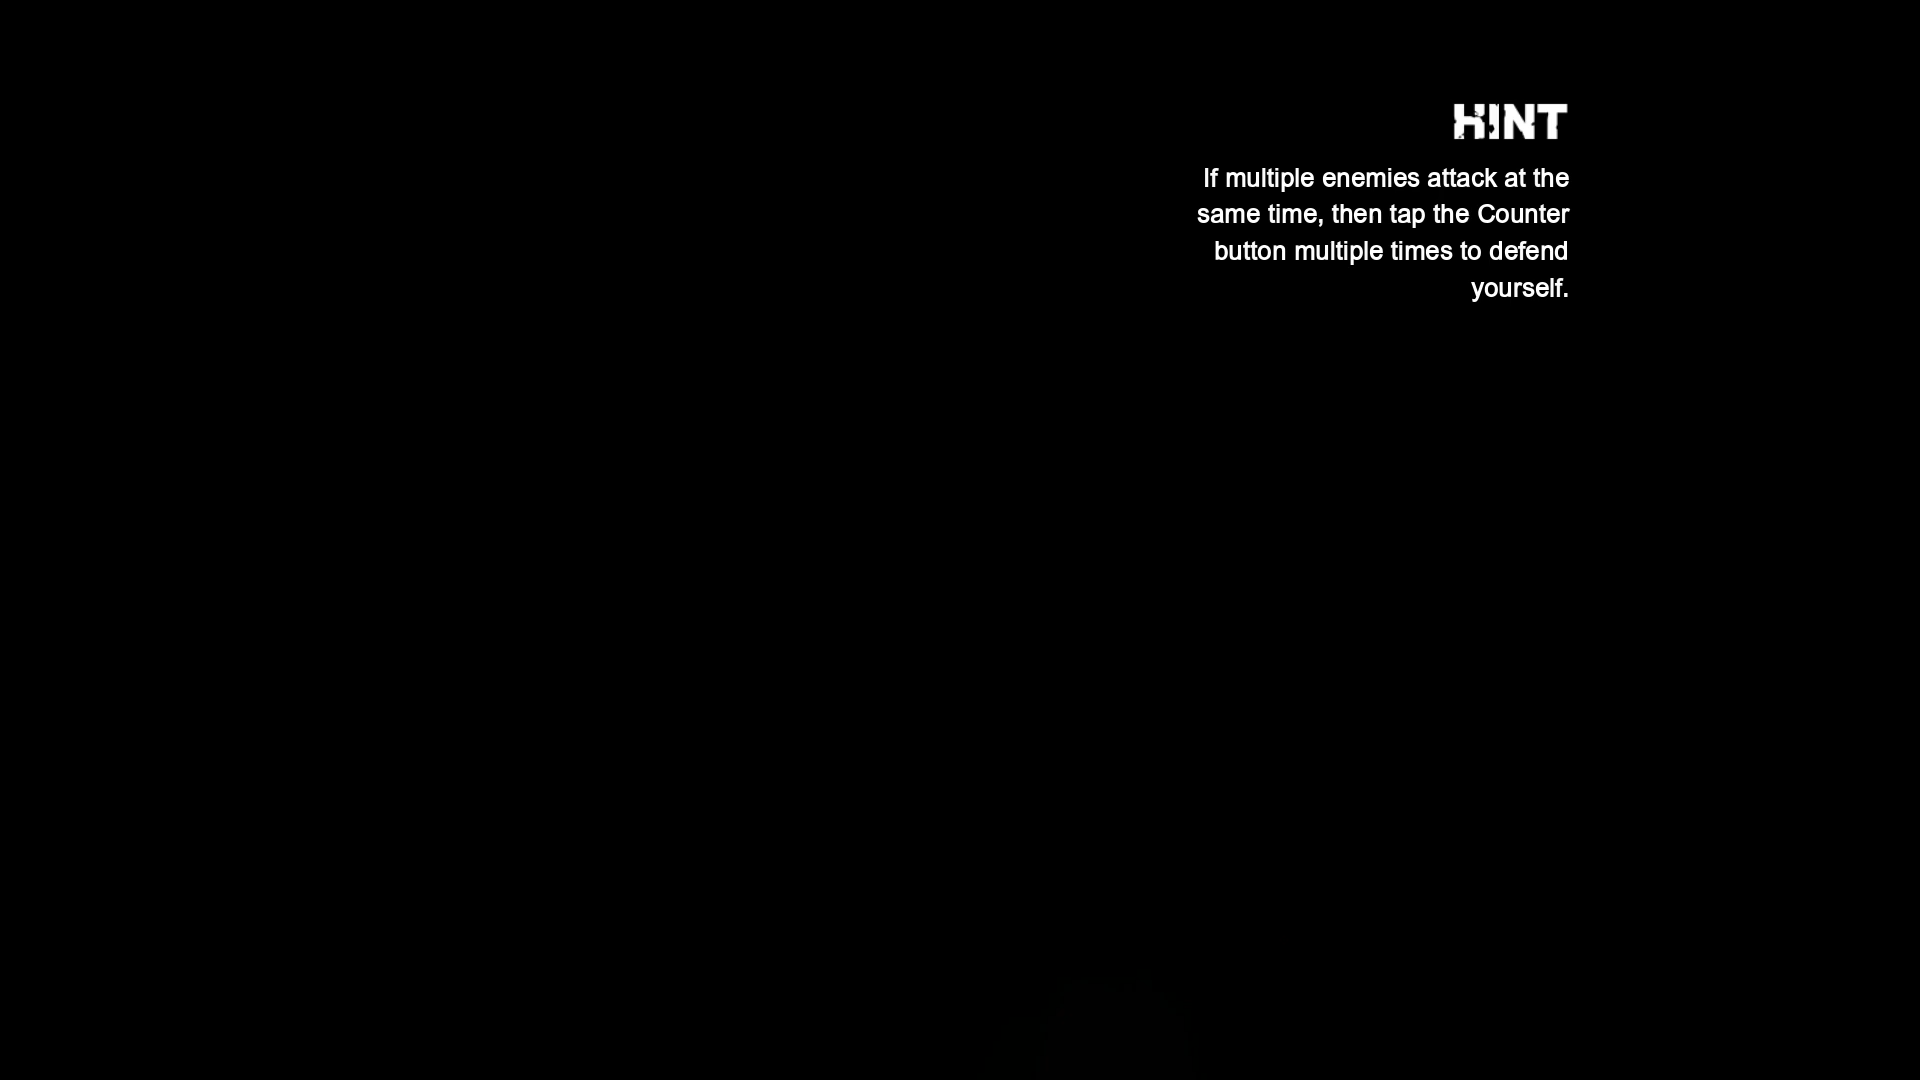 HINT
If multiple enemies attack at the
same time, then tap the Counter
button multiple times to defend
yourself.